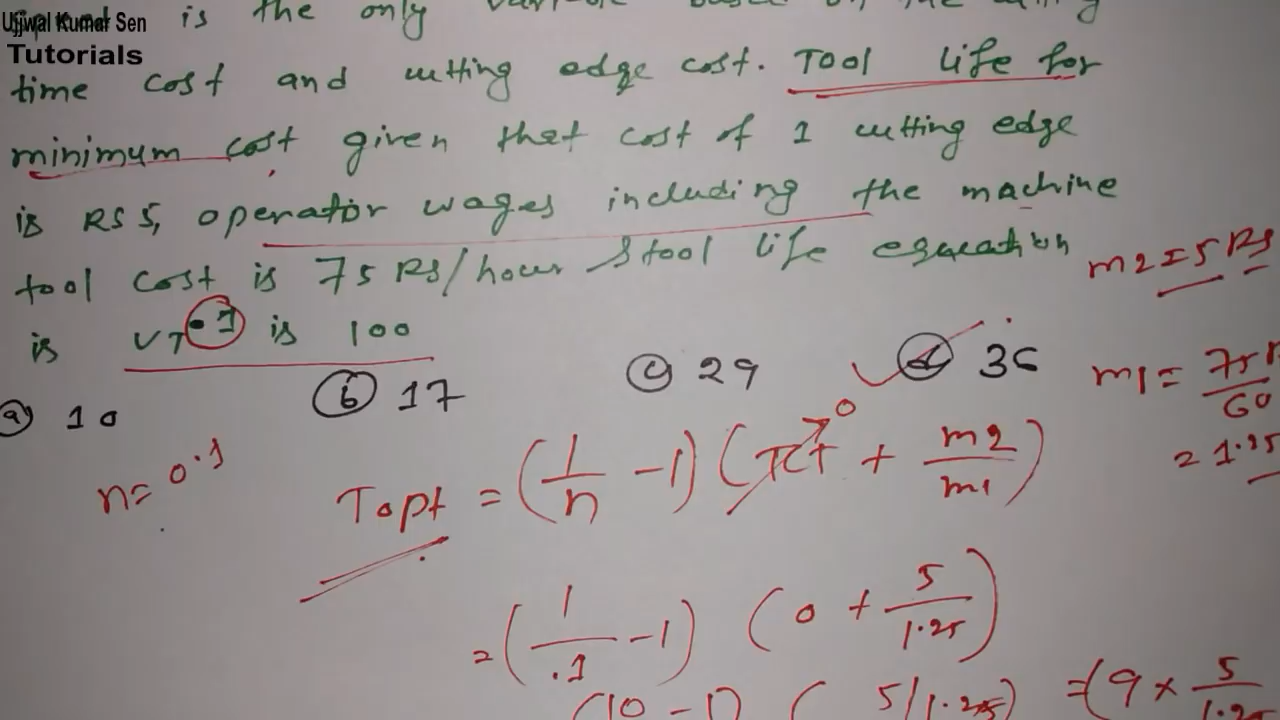 is the only
Ujjwal Kumar Sen
Tutorials
time cost and cutting edge cost. Tool life for
minimum cost given that cost of 1 cutting edge
is RS 5, operator wages including the machine
tool cost is 75 Rs/hour & tool life equation
is VT^.1 is 100
m2 = 5 Rs
(a) 10 (b) 17 (c) 29 (d) 36
m1 = 75 R / 60
= 1.25
n = 0.1
Topt = (1/n - 1) (TCT → 0 + m2/m1)
= (1/.1 - 1) (0 + 5/1.25)
(10 - 1) ( 5/1.25) = (9 × 5/1.25